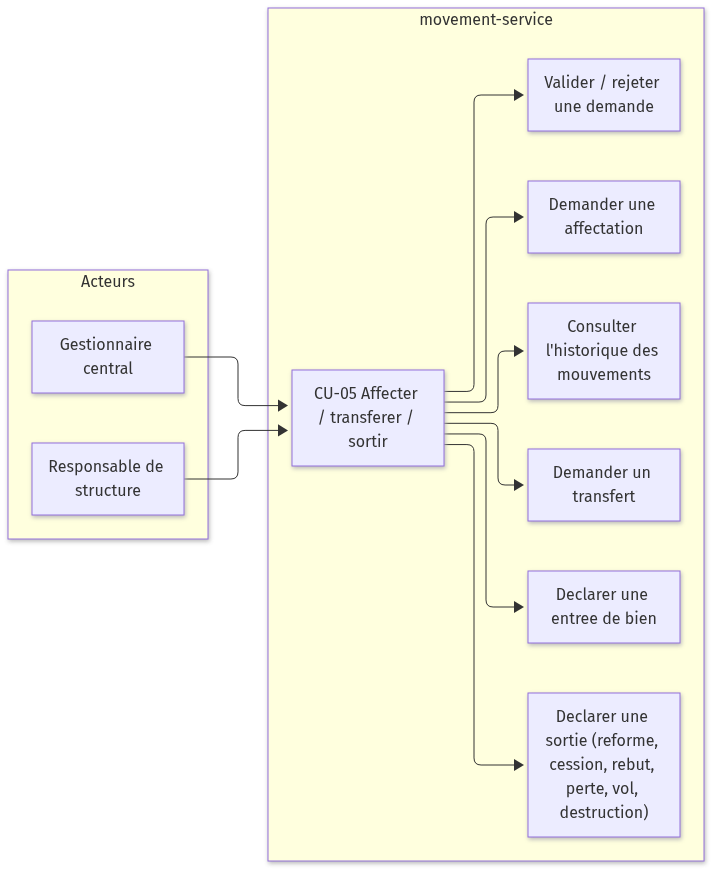 movement-service
Valider / rejeter
une demande
Demander une
affectation
Acteurs
Consulter
l'historique des
mouvements
Gestionnaire
central
CU-05 Affecter
/ transferer /
sortir
Responsable de
structure
Demander un
transfert
Declarer une
entree de bien
Declarer une
sortie (reforme,
cession, rebut,
perte, vol,
destruction)